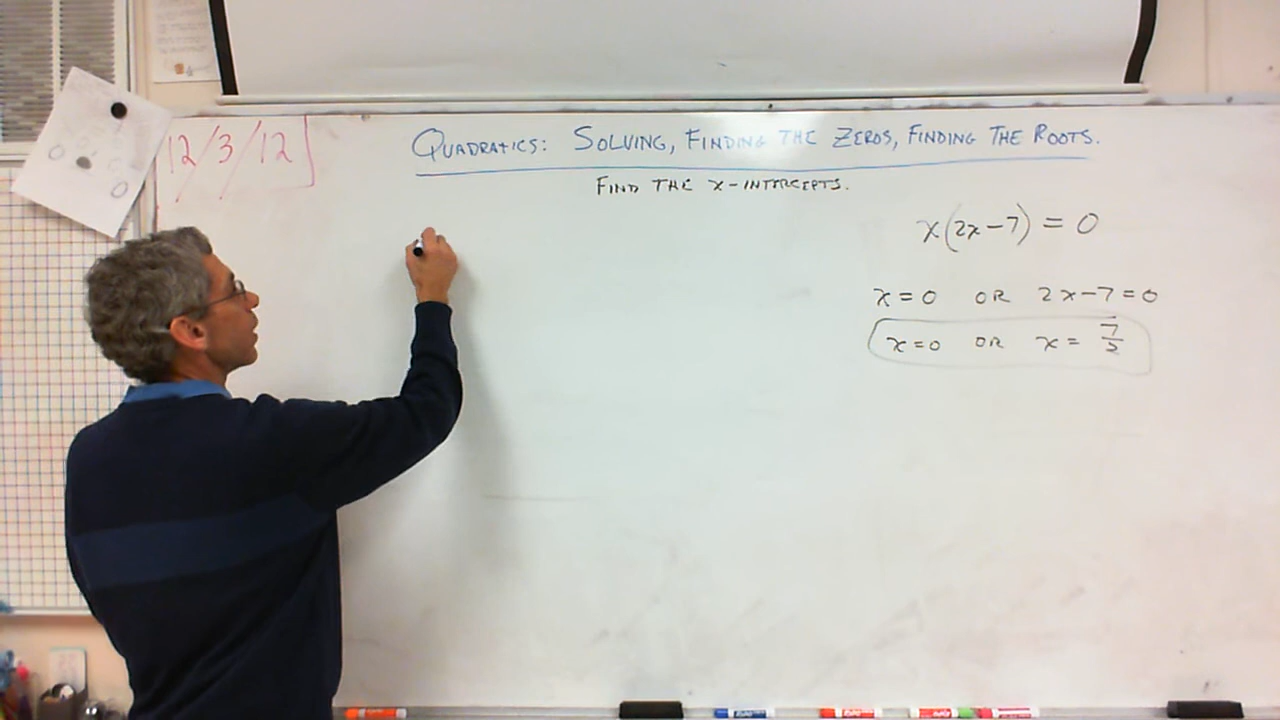 12/3/12
QUADRATICS: SOLVING, FINDING THE ZEROS, FINDING THE ROOTS.
FIND THE X-INTERCEPTS.
x(2x-7) = 0
x=0 OR 2x-7=0
x=0 OR x= 7/2